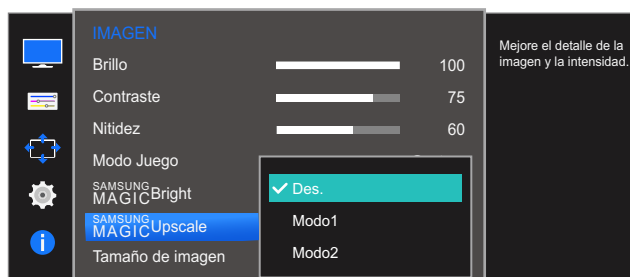 IMAGEN
Brillo 100
Contraste 75
Nitidez 60
Modo Juego
SAMSUNG MAGIC Bright
SAMSUNG MAGIC Upscale
Tamaño de imagen
Des.
Modo1
Modo2
Mejore el detalle de la
imagen y la intensidad.